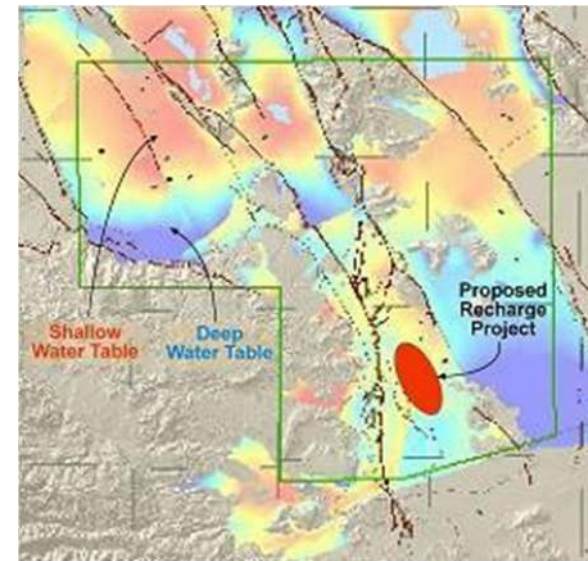 Proposed
Recharge
Project
Shallow
Water Table
Deep
Water Table